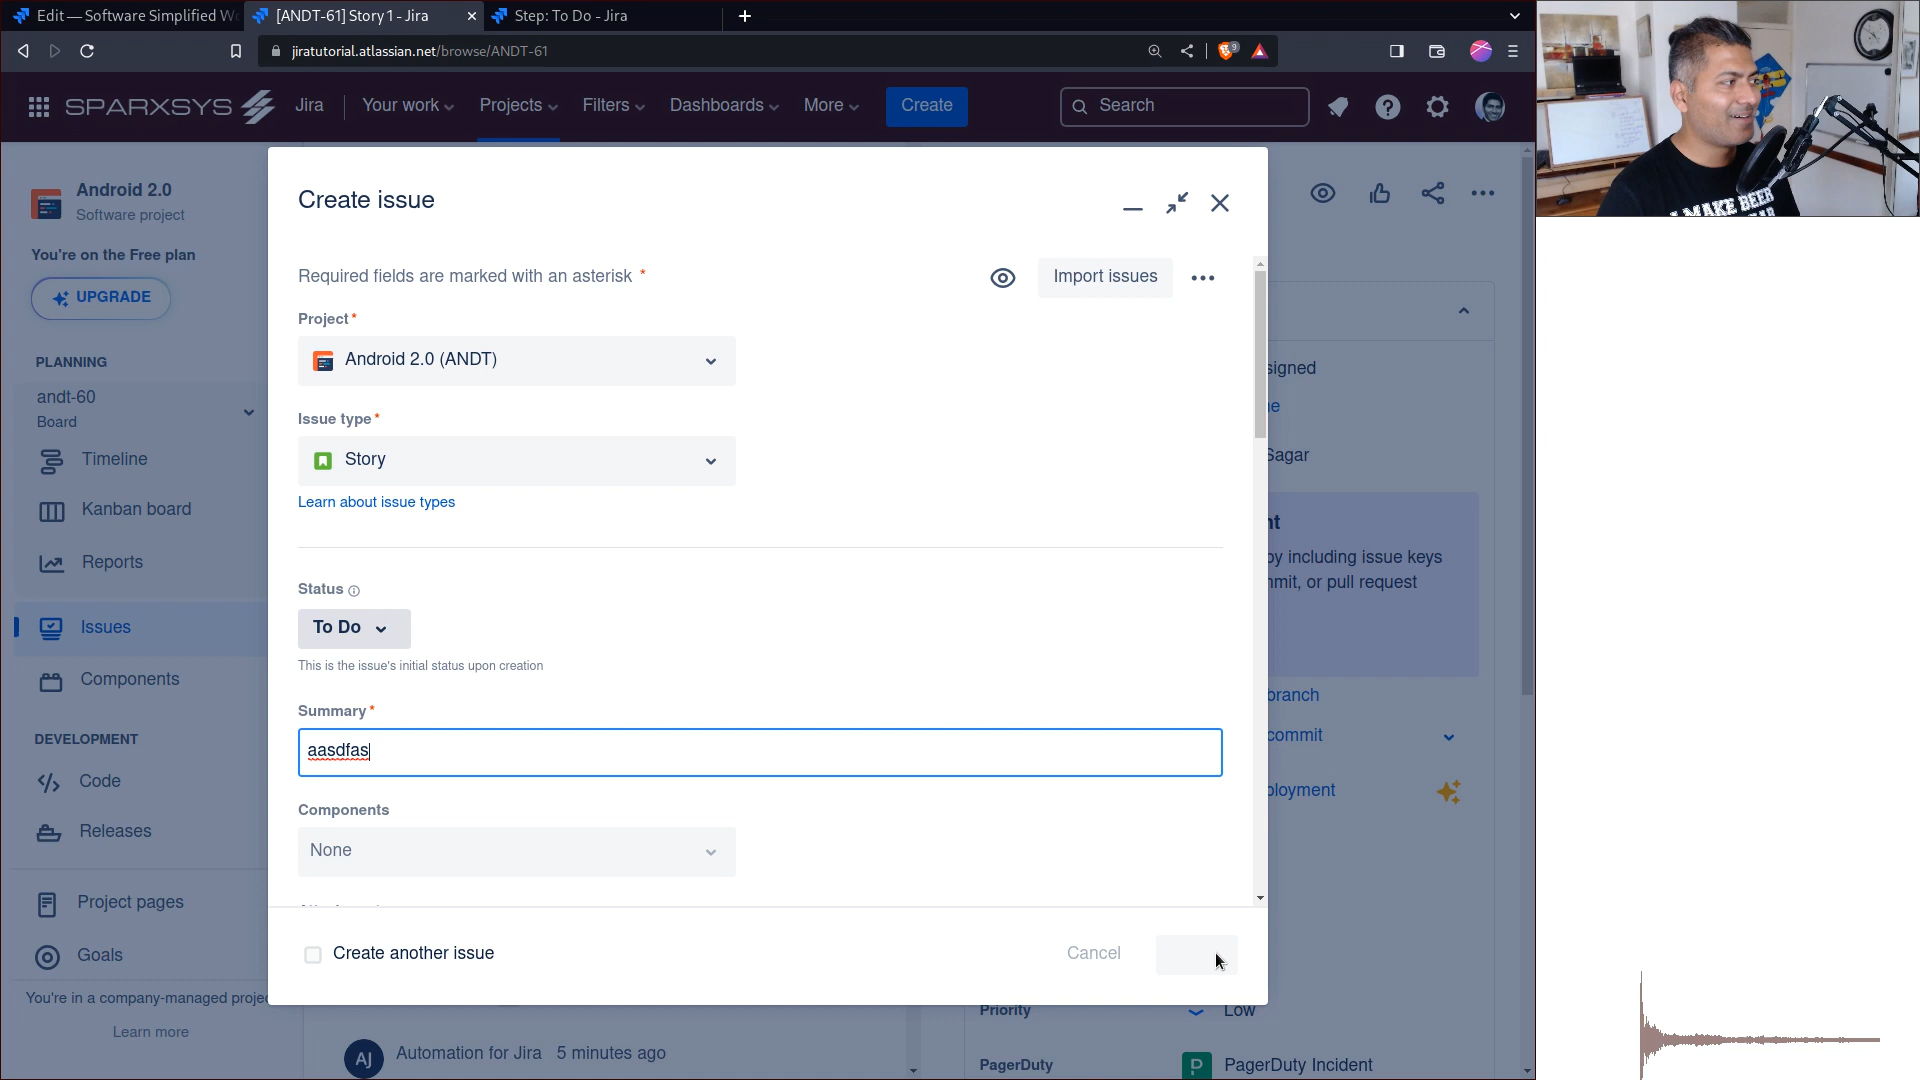 Edit — Software Simplified
[ANDT-61] Story 1 - Jira
Step: To Do - Jira
jiratutorial.atlassian.net/browse/ANDT-61
9
SPARXSYS
Jira
Your work
Projects
Filters
Dashboards
More
Create
Search
Android 2.0
Software project
You're on the Free plan
UPGRADE
PLANNING
andt-60
Board
Timeline
Kanban board
Reports
Issues
Components
DEVELOPMENT
Code
Releases
Project pages
Goals
You're in a company-managed projec
Learn more
Create issue
Required fields are marked with an asterisk *
Import issues
Project *
Android 2.0 (ANDT)
Issue type *
Story
Learn about issue types
Status
To Do
This is the issue's initial status upon creation
Summary *
aasdfas
Components
None
Create another issue
Cancel
signed
Sagar
by including issue keys
mit, or pull request
branch
commit
ployment
Priority
Low
PagerDuty
P PagerDuty Incident
AJ
Automation for Jira 5 minutes ago
MAKE BEER